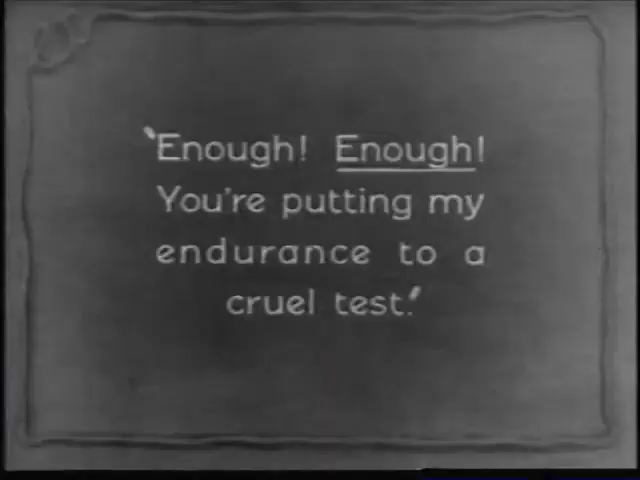 'Enough! Enough!
You're putting my
endurance to a
cruel test.'